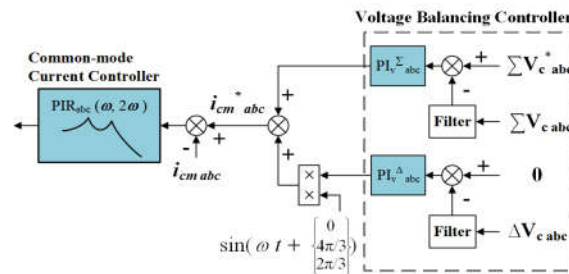 Voltage Balancing Controller
Common-mode
Current Controller
PIR_abc (ω, 2ω)
i_cm^*_abc
+
-
i_cm abc
+
+
PI_v^Σ_abc
+
-
∑V_c^*_abc
Filter
∑V_c abc
×
×
PI_v^Δ_abc
+
-
0
Filter
ΔV_c abc
sin( ω t + [0
4π/3
2π/3]